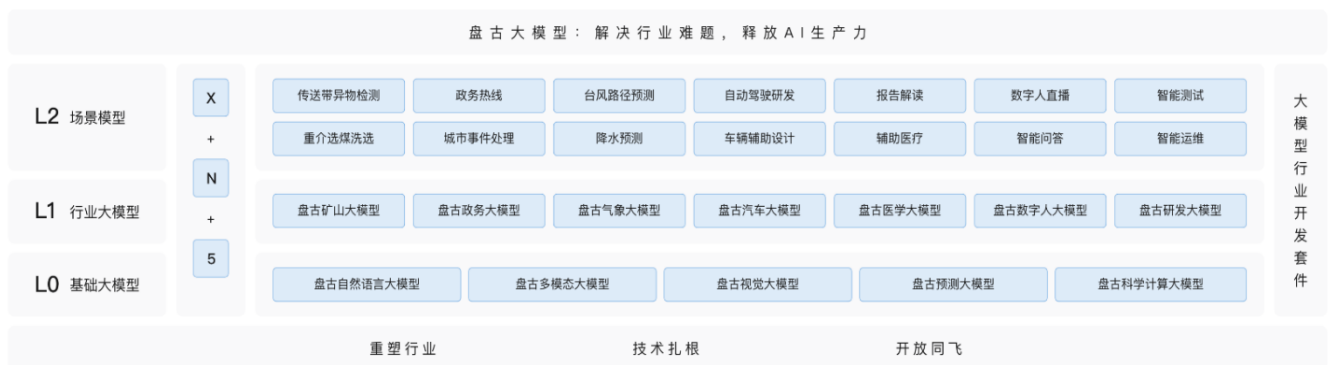 盘古大模型：解决行业难题，释放AI生产力
L2 场景模型
X
+
N
+
5
传送带异物检测 政务热线 台风路径预测 自动驾驶研发 报告解读 数字人直播 智能测试
重介选煤洗选 城市事件处理 降水预测 车辆辅助设计 辅助医疗 智能问答 智能运维
L1 行业大模型
盘古矿山大模型 盘古政务大模型 盘古气象大模型 盘古汽车大模型 盘古医学大模型 盘古数字人大模型 盘古研发大模型
L0 基础大模型
盘古自然语言大模型 盘古多模态大模型 盘古视觉大模型 盘古预测大模型 盘古科学计算大模型
大模型行业开发套件
重塑行业 技术扎根 开放同飞